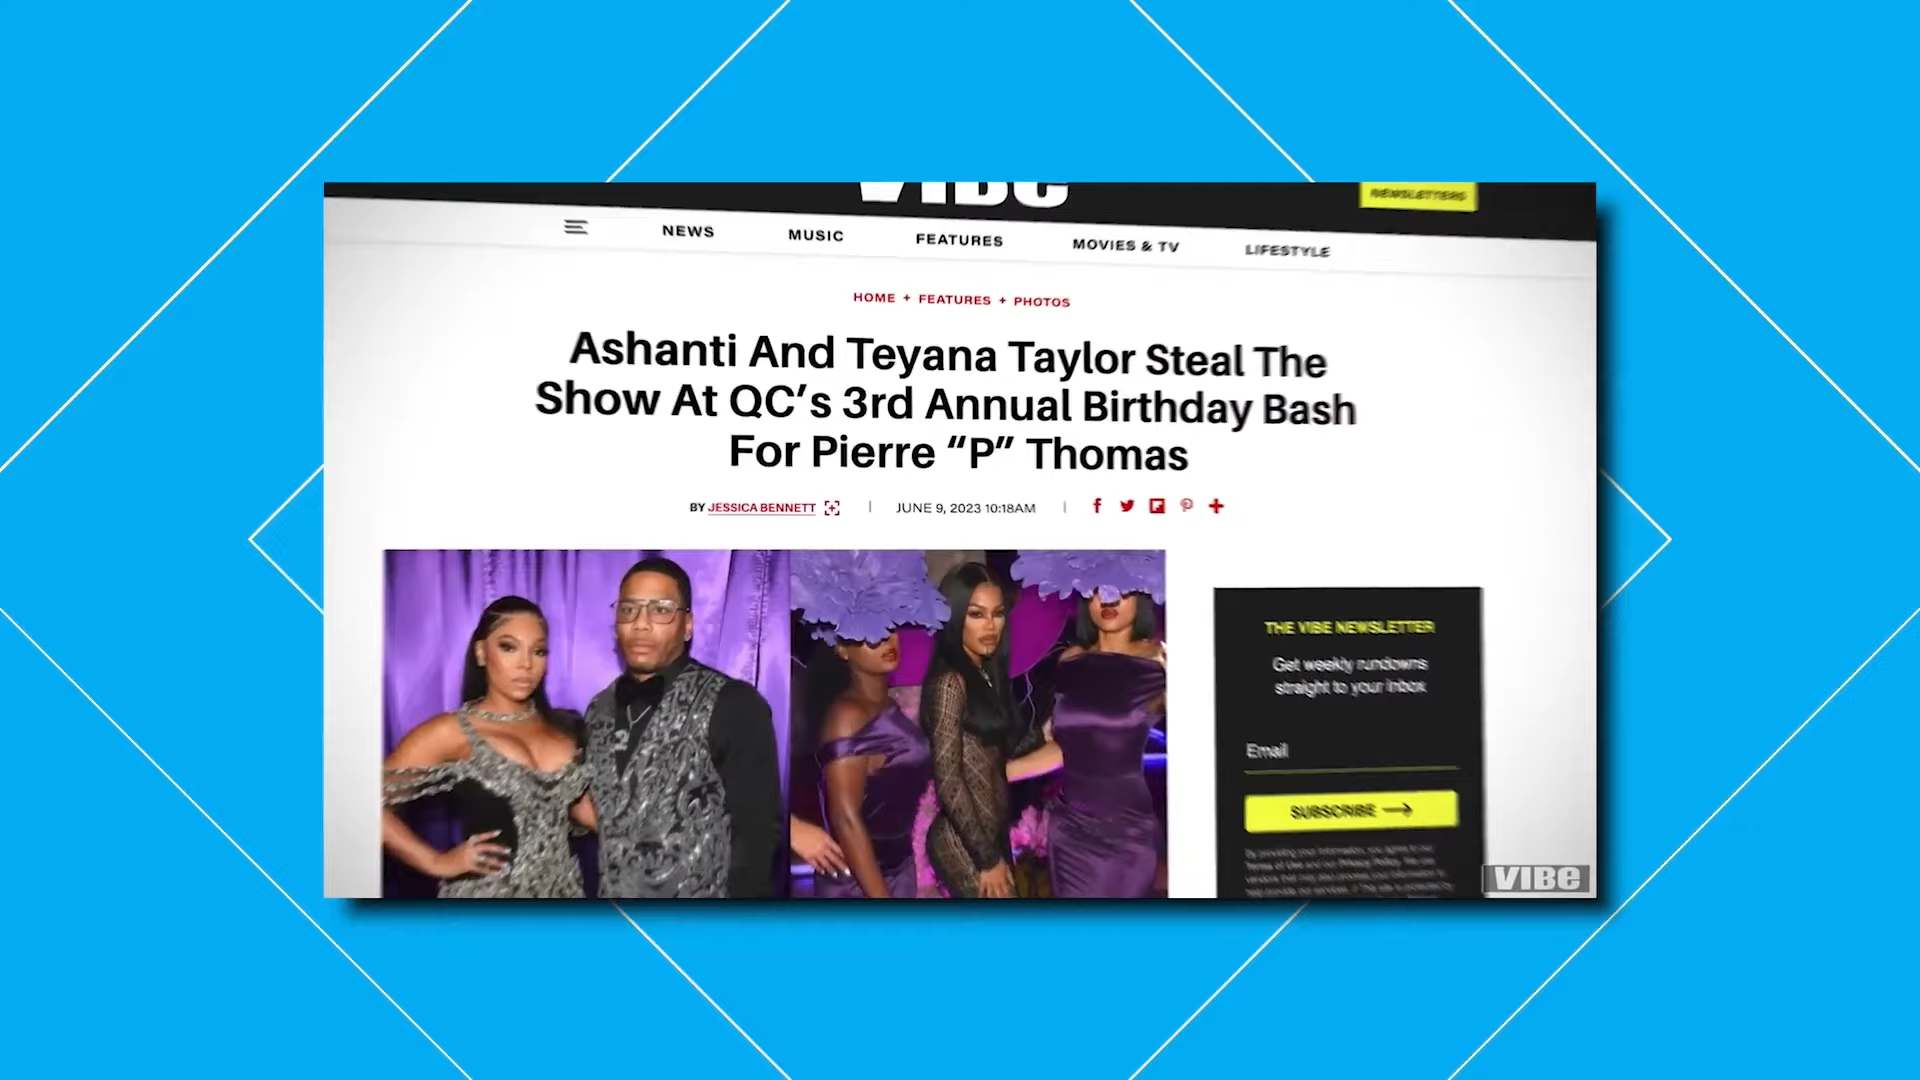 VIBE
NEWSLETTERS
NEWS MUSIC FEATURES MOVIES & TV LIFESTYLE
HOME + FEATURES + PHOTOS
Ashanti And Teyana Taylor Steal The
Show At QC’s 3rd Annual Birthday Bash
For Pierre “P” Thomas
BY JESSICA BENNETT | JUNE 9, 2023 10:18AM |
THE VIBE NEWSLETTER
Get weekly rundowns
straight to your inbox
Email
SUBSCRIBE
VIBE